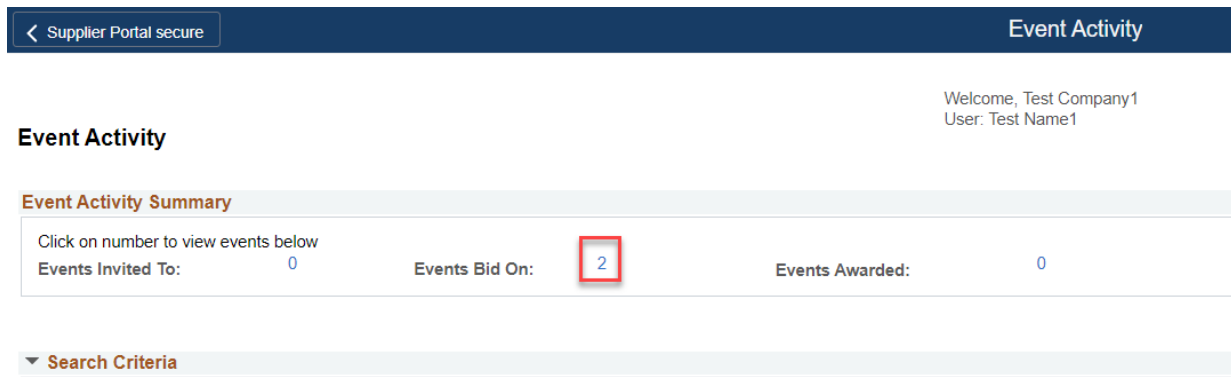 Supplier Portal secure Event Activity
Welcome, Test Company1
User: Test Name1
Event Activity
Event Activity Summary
Click on number to view events below
Events Invited To: 0 Events Bid On: 2 Events Awarded: 0
Search Criteria